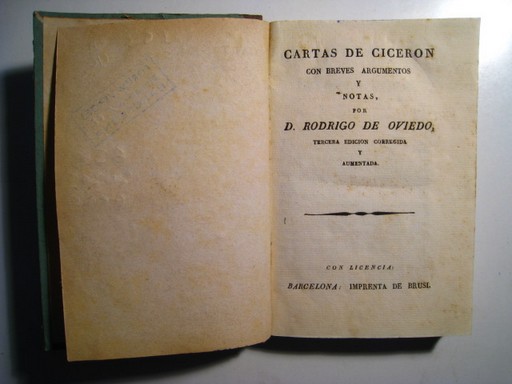 CARTAS DE CICERON
CON BREVES ARGUMENTOS
Y
NOTAS,
POR
D. RODRIGO DE OVIEDO,
TERCERA EDICION CORREGIDA
Y
AUMENTADA.
CON LICENCIA:
BARCELONA: IMPRENTA DE BRUSI.